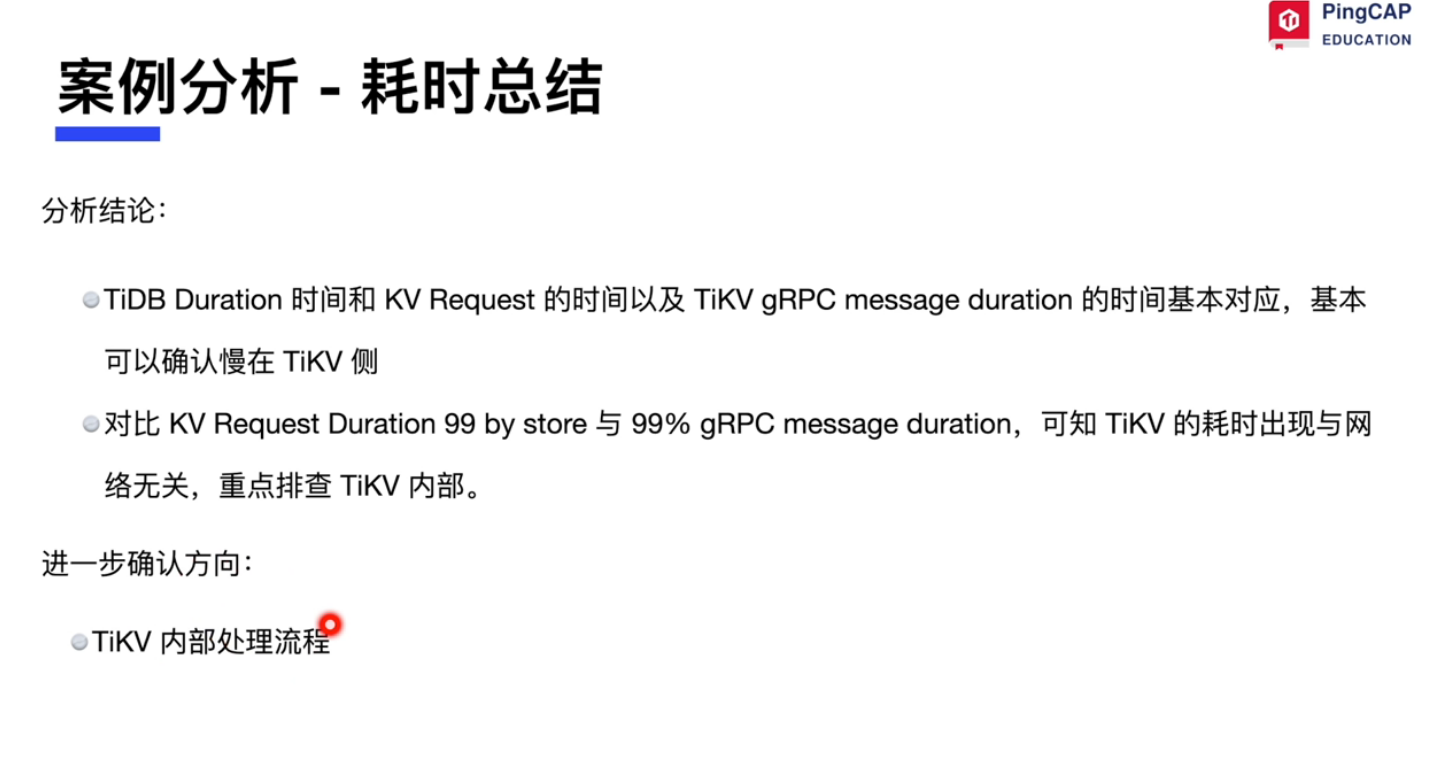 PingCAP
EDUCATION
案例分析 - 耗时总结
分析结论：
TiDB Duration 时间和 KV Request 的时间以及 TiKV gRPC message duration 的时间基本对应，基本
可以确认慢在 TiKV 侧
对比 KV Request Duration 99 by store 与 99% gRPC message duration，可知 TiKV 的耗时出现与网
络无关，重点排查 TiKV 内部。
进一步确认方向：
TiKV 内部处理流程